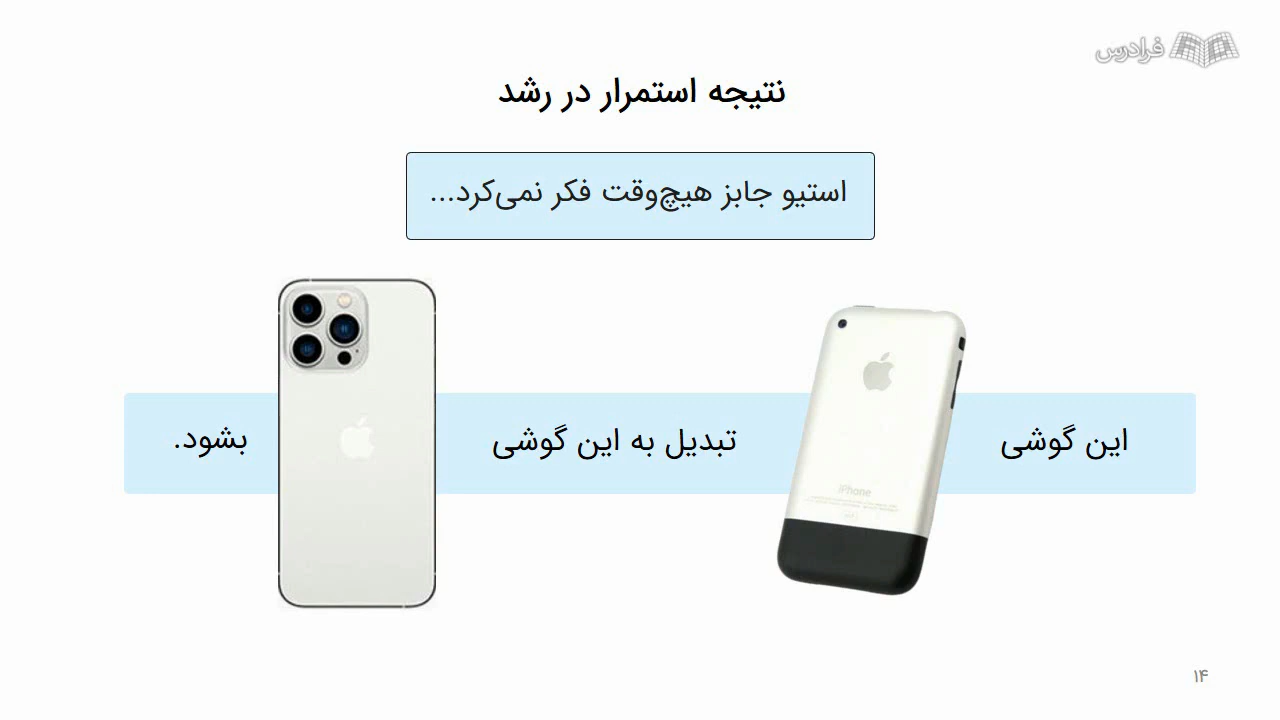 فرادرس
نتیجه استمرار در رشد
استیو جابز هیچ‌وقت فکر نمی‌کرد...
این گوشی
تبدیل به این گوشی
بشود.
iPhone
۱۴